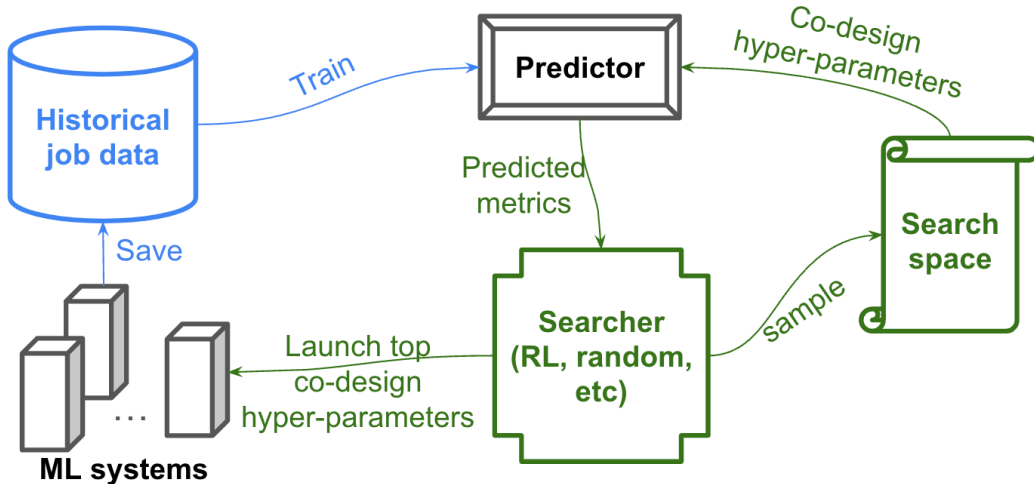 Co-design
hyper-parameters
Train
Predictor
Historical
job data
Predicted
metrics
Search
space
Save
sample
Searcher
(RL, random,
etc)
Launch top
co-design
hyper-parameters
...
ML systems